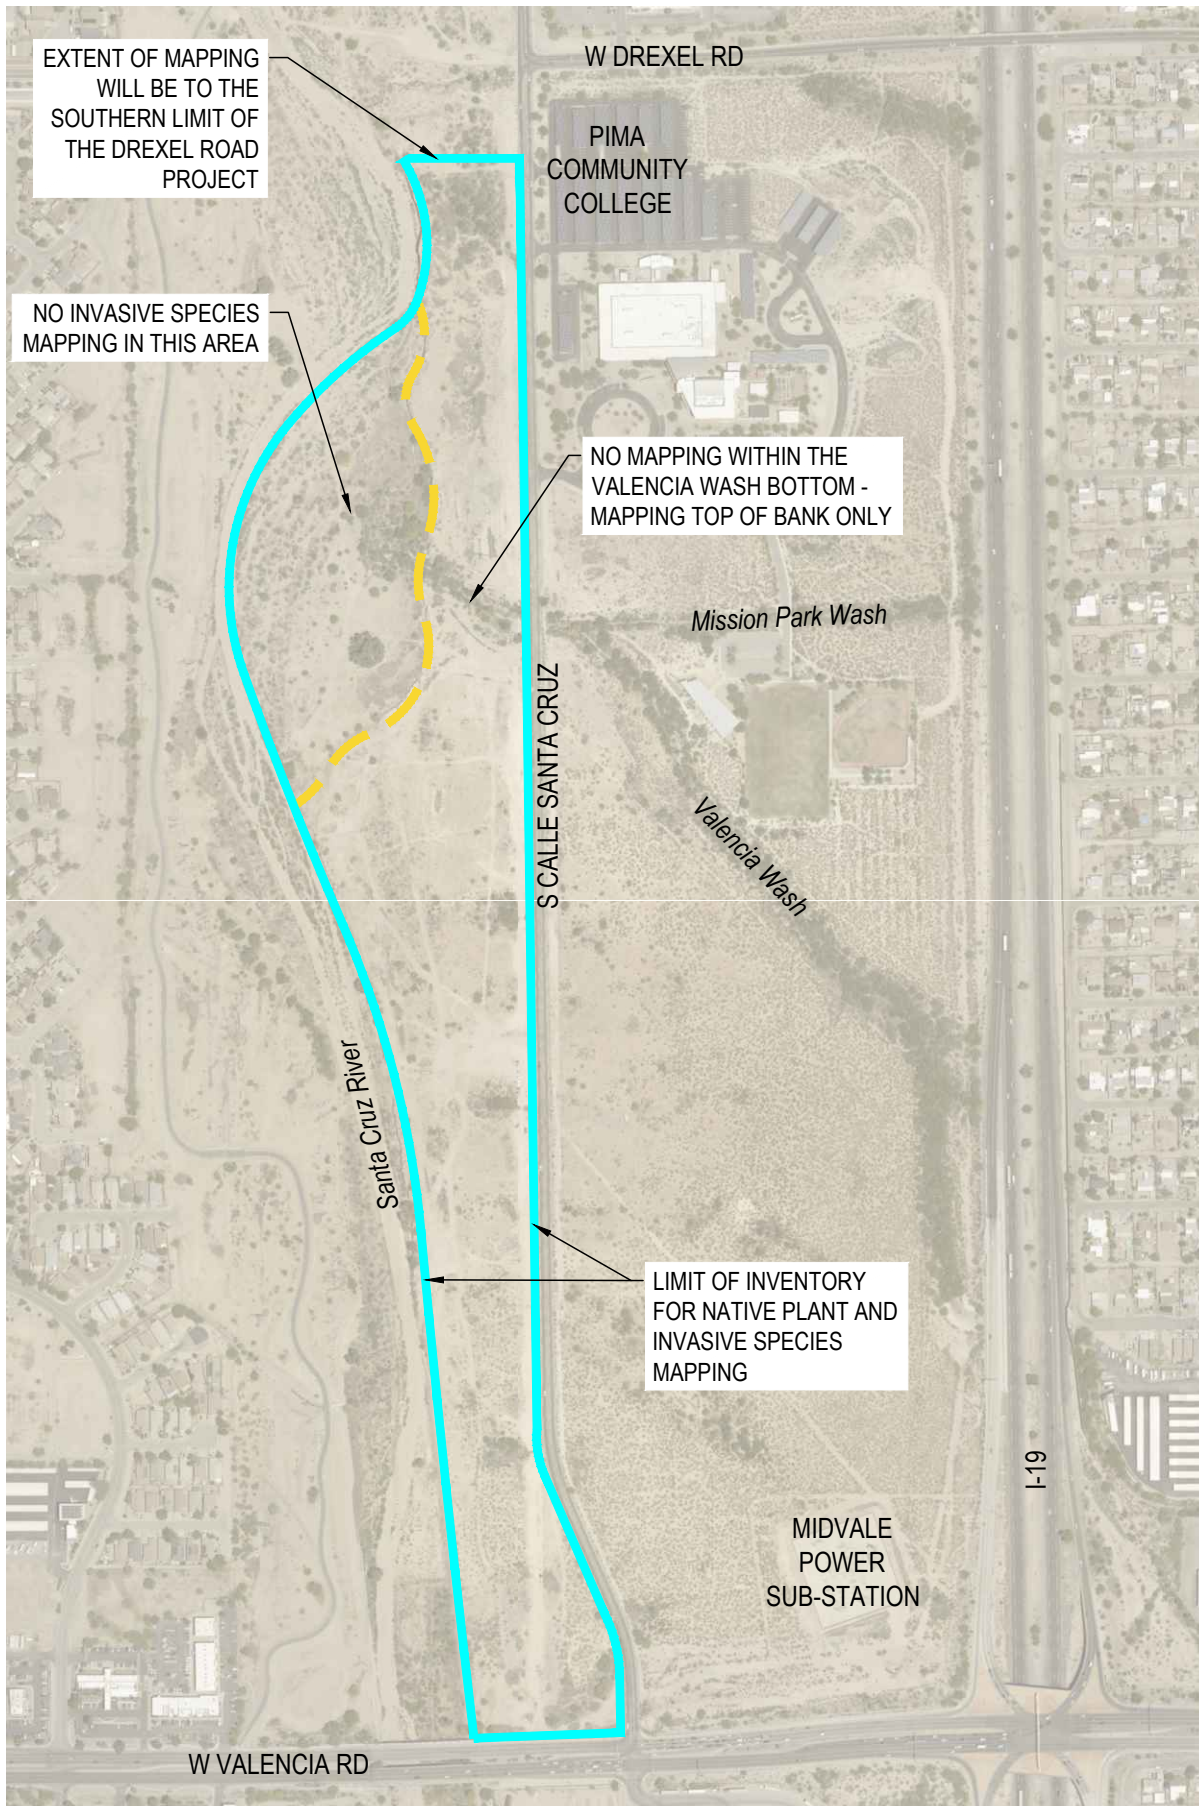 W DREXEL RD
EXTENT OF MAPPING
WILL BE TO THE
SOUTHERN LIMIT OF
THE DREXEL ROAD
PROJECT
PIMA
COMMUNITY
COLLEGE
NO INVASIVE SPECIES
MAPPING IN THIS AREA
NO MAPPING WITHIN THE
VALENCIA WASH BOTTOM -
MAPPING TOP OF BANK ONLY
Mission Park Wash
S CALLE SANTA CRUZ
Valencia Wash
Santa Cruz River
LIMIT OF INVENTORY
FOR NATIVE PLANT AND
INVASIVE SPECIES
MAPPING
I-19
MIDVALE
POWER
SUB-STATION
W VALENCIA RD